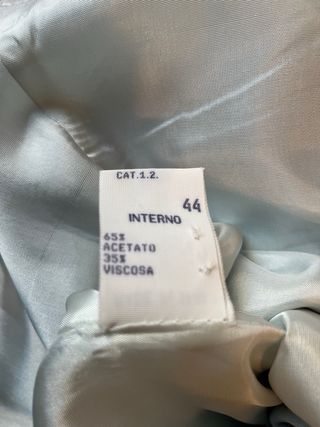 CAT.1.2.
44
INTERNO
65%
ACETATO
35%
VISCOSA